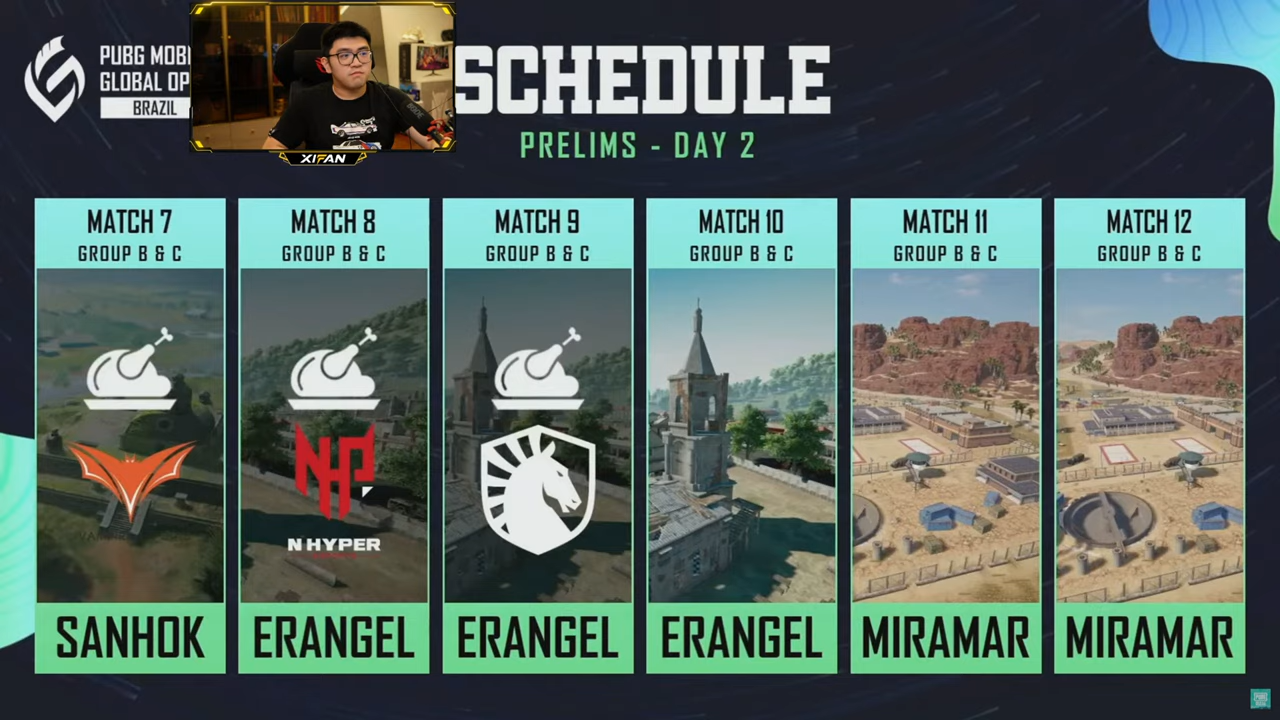 PUBG MOBI
GLOBAL OP
BRAZIL
XIFAN
SCHEDULE
PRELIMS - DAY 2
MATCH 7
GROUP B & C
SANHOK
MATCH 8
GROUP B & C
N HYPER
ERANGEL
MATCH 9
GROUP B & C
ERANGEL
MATCH 10
GROUP B & C
ERANGEL
MATCH 11
GROUP B & C
MIRAMAR
MATCH 12
GROUP B & C
MIRAMAR